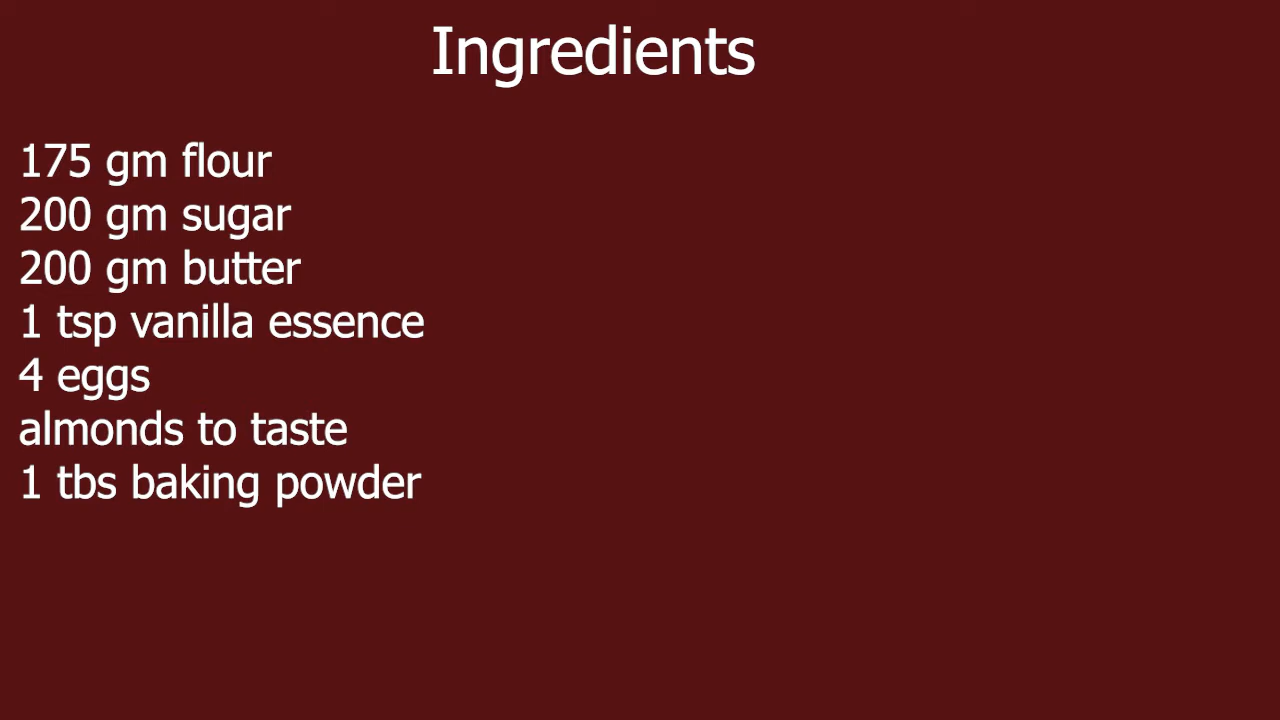 Ingredients
175 gm flour
200 gm sugar
200 gm butter
1 tsp vanilla essence
4 eggs
almonds to taste
1 tbs baking powder